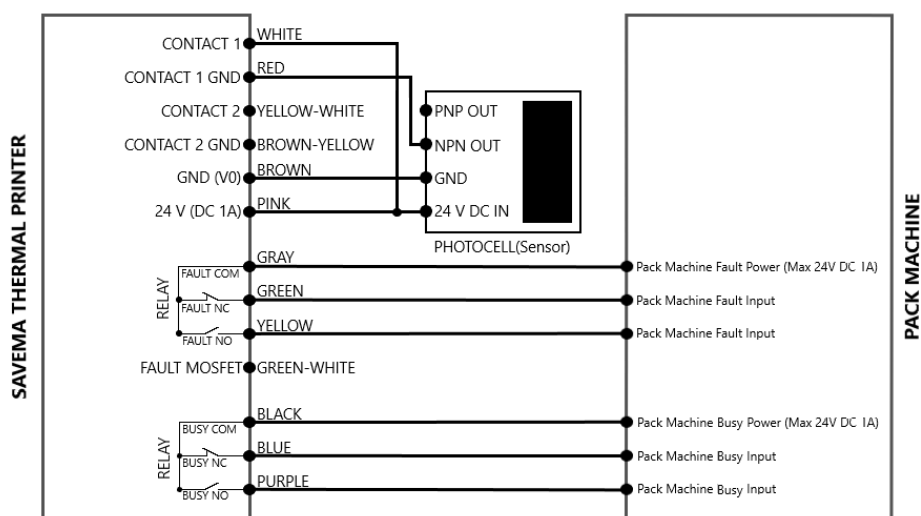 SAVEMA THERMAL PRINTER
CONTACT 1 WHITE
CONTACT 1 GND RED
CONTACT 2 YELLOW-WHITE
CONTACT 2 GND BROWN-YELLOW
GND (V0) BROWN
24 V (DC 1A) PINK
PNP OUT
NPN OUT
GND
24 V DC IN
PHOTOCELL(Sensor)
RELAY
FAULT COM GRAY Pack Machine Fault Power (Max 24V DC 1A)
FAULT NC GREEN Pack Machine Fault Input
FAULT NO YELLOW Pack Machine Fault Input
FAULT MOSFET GREEN-WHITE
RELAY
BUSY COM BLACK Pack Machine Busy Power (Max 24V DC 1A)
BUSY NC BLUE Pack Machine Busy Input
BUSY NO PURPLE Pack Machine Busy Input
PACK MACHINE